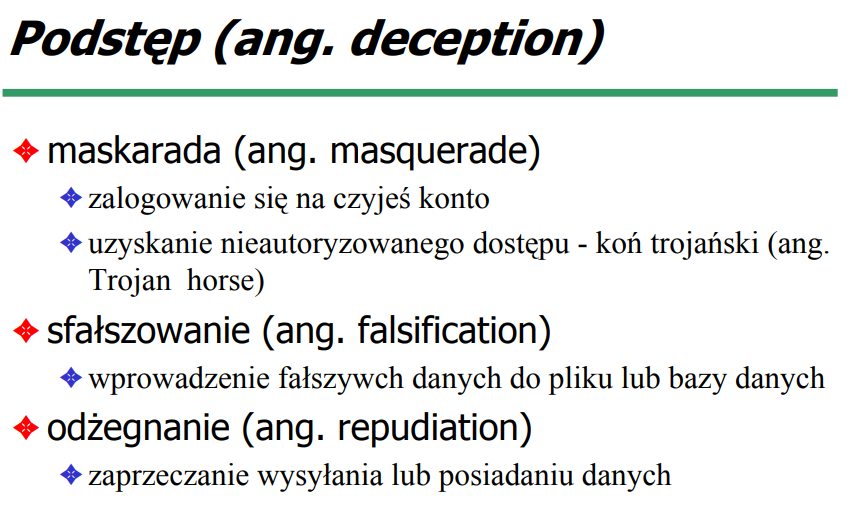 Podstęp (ang. deception)
maskarada (ang. masquerade)
zalogowanie się na czyjeś konto
uzyskanie nieautoryzowanego dostępu - koń trojański (ang.
Trojan horse)
sfałszowanie (ang. falsification)
wprowadzenie fałszywch danych do pliku lub bazy danych
odżegnanie (ang. repudiation)
zaprzeczanie wysyłania lub posiadaniu danych